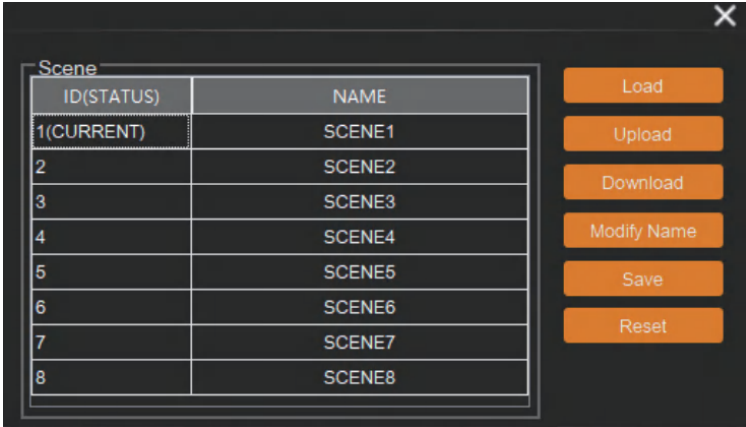 Scene
ID(STATUS) NAME
1(CURRENT) SCENE1
2 SCENE2
3 SCENE3
4 SCENE4
5 SCENE5
6 SCENE6
7 SCENE7
8 SCENE8
Load
Upload
Download
Modify Name
Save
Reset